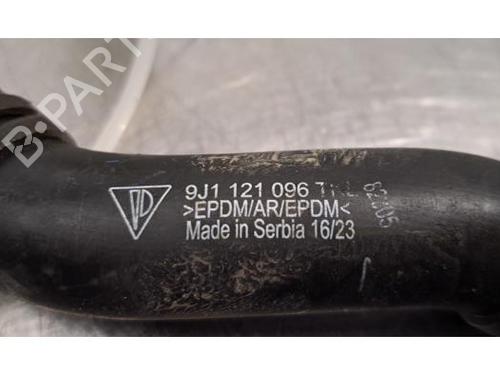 B-PARTS
9J1 121 096
>EPDM/AR/EPDM<
Made in Serbia 16/23